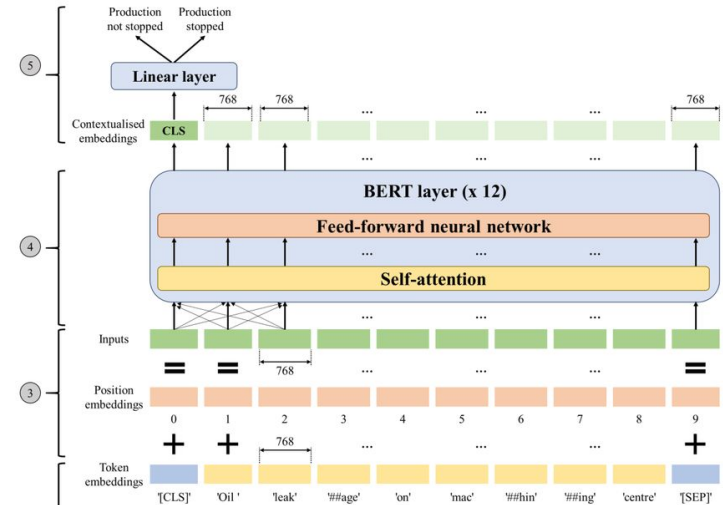 Production
not stopped
Production
stopped
5
Linear layer
768
768
...
...
...
768
Contextualised
embeddings
CLS
...
...
...
BERT layer (x 12)
4
Feed-forward neural network
...
...
...
Self-attention
...
...
...
Inputs
768
...
...
...
3
Position
embeddings
0 1 2 3 4 5 6 7 8 9
768
...
...
...
Token
embeddings
'[CLS]' 'Oil ' 'leak' '##age' 'on' 'mac' '##hin' '##ing' 'centre' '[SEP]'